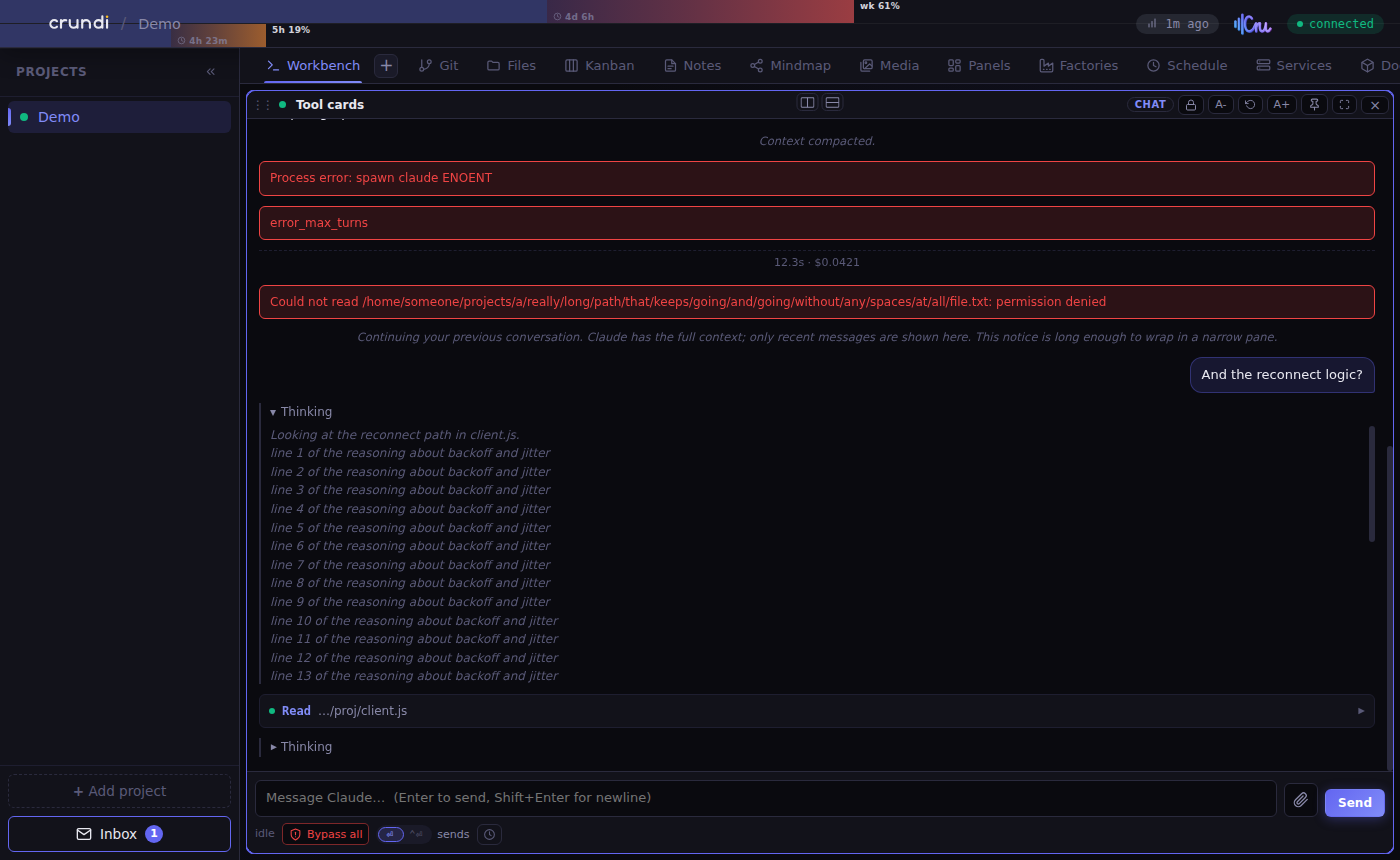 crundi / Demo
4d 6h
wk 61%
4h 23m
5h 19%
1m ago
Cru
connected
PROJECTS «
Workbench + Git Files Kanban Notes Mindmap Media Panels Factories Schedule Services Do
Demo
Tool cards
CHAT A- A+ ×
Context compacted.
Process error: spawn claude ENOENT
error_max_turns
12.3s · $0.0421
Could not read /home/someone/projects/a/really/long/path/that/keeps/going/and/going/without/any/spaces/at/all/file.txt: permission denied
Continuing your previous conversation. Claude has the full context; only recent messages are shown here. This notice is long enough to wrap in a narrow pane.
And the reconnect logic?
▾ Thinking
Looking at the reconnect path in client.js.
line 1 of the reasoning about backoff and jitter
line 2 of the reasoning about backoff and jitter
line 3 of the reasoning about backoff and jitter
line 4 of the reasoning about backoff and jitter
line 5 of the reasoning about backoff and jitter
line 6 of the reasoning about backoff and jitter
line 7 of the reasoning about backoff and jitter
line 8 of the reasoning about backoff and jitter
line 9 of the reasoning about backoff and jitter
line 10 of the reasoning about backoff and jitter
line 11 of the reasoning about backoff and jitter
line 12 of the reasoning about backoff and jitter
line 13 of the reasoning about backoff and jitter
Read …/proj/client.js ▸
▸ Thinking
+ Add project
Inbox 1
Message Claude… (Enter to send, Shift+Enter for newline)
Send
idle Bypass all ⏎ ^⏎ sends